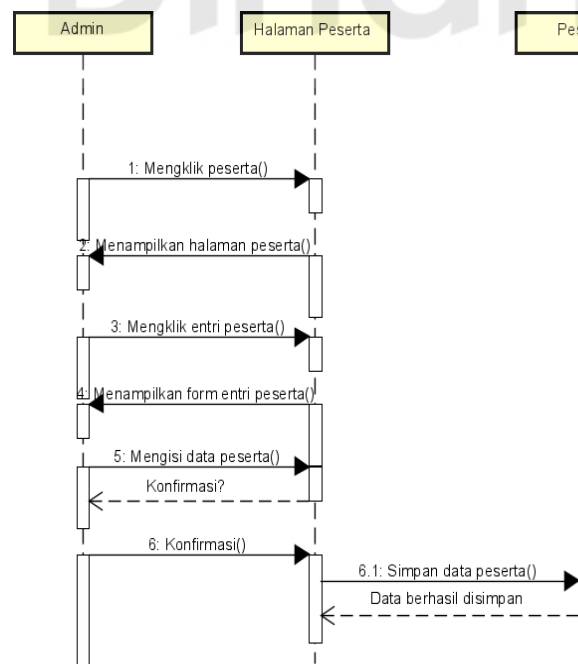 Admin
Halaman Peserta
1: Mengklik peserta()
2: Menampilkan halaman peserta()
3: Mengklik entri peserta()
4: Menampilkan form entri peserta()
5: Mengisi data peserta()
Konfirmasi?
6: Konfirmasi()
6.1: Simpan data peserta()
Data berhasil disimpan